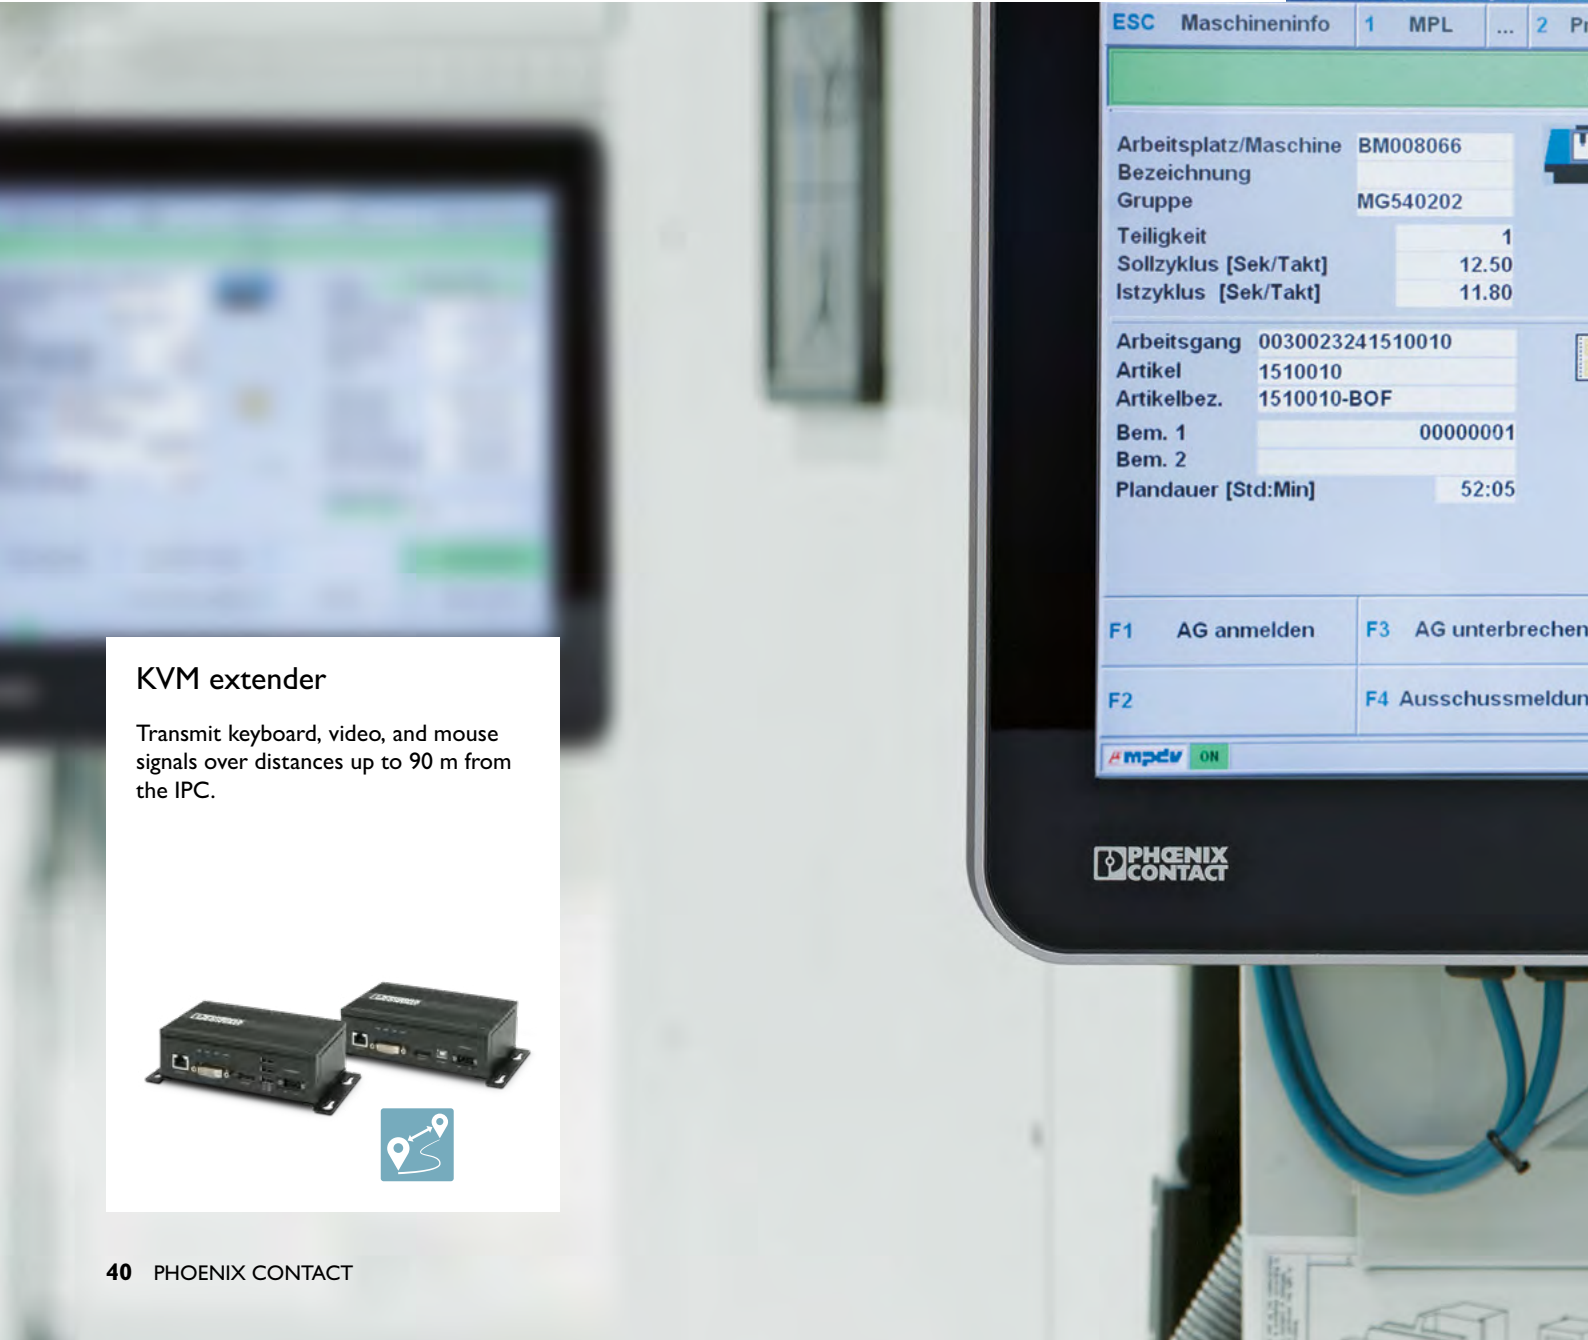 ESC Maschineninfo 1 MPL ... 2
Arbeitsplatz/Maschine BM008066
Bezeichnung
Gruppe MG540202
Teiligkeit 1
Sollzyklus [Sek/Takt] 12.50
Istzyklus [Sek/Takt] 11.80
Arbeitsgang 0030023241510010
Artikel 1510010
Artikelbez. 1510010-BOF
Bem. 1 00000001
Bem. 2
Plandauer [Std:Min] 52:05
F1 AG anmelden F3 AG unterbrechen
F2 F4 Ausschussmeldun
mpdv ON
PHŒNIX
CONTACT
KVM extender
Transmit keyboard, video, and mouse
signals over distances up to 90 m from
the IPC.
40 PHOENIX CONTACT